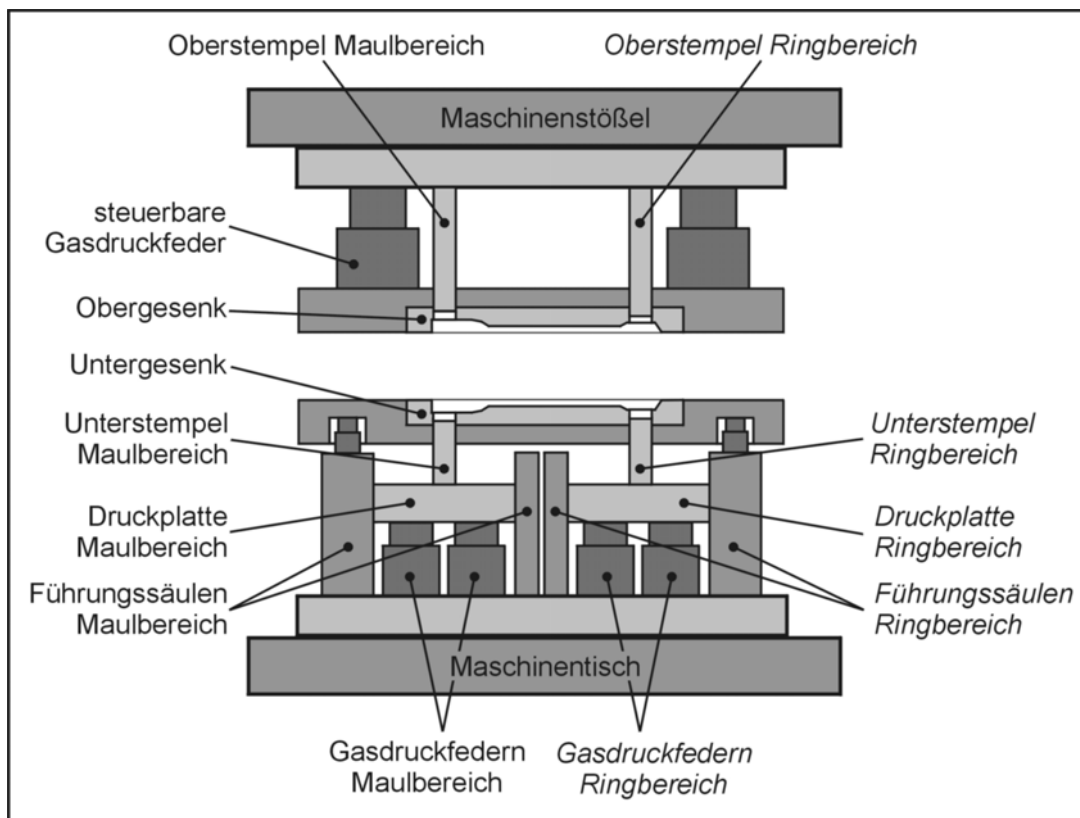 Oberstempel Maulbereich
Oberstempel Ringbereich
Maschinenstößel
steuerbare
Gasdruckfeder
Obergesenk
Untergesenk
Unterstempel
Maulbereich
Unterstempel
Ringbereich
Druckplatte
Maulbereich
Druckplatte
Ringbereich
Führungssäulen
Maulbereich
Führungssäulen
Ringbereich
Maschinentisch
Gasdruckfedern
Maulbereich
Gasdruckfedern
Ringbereich